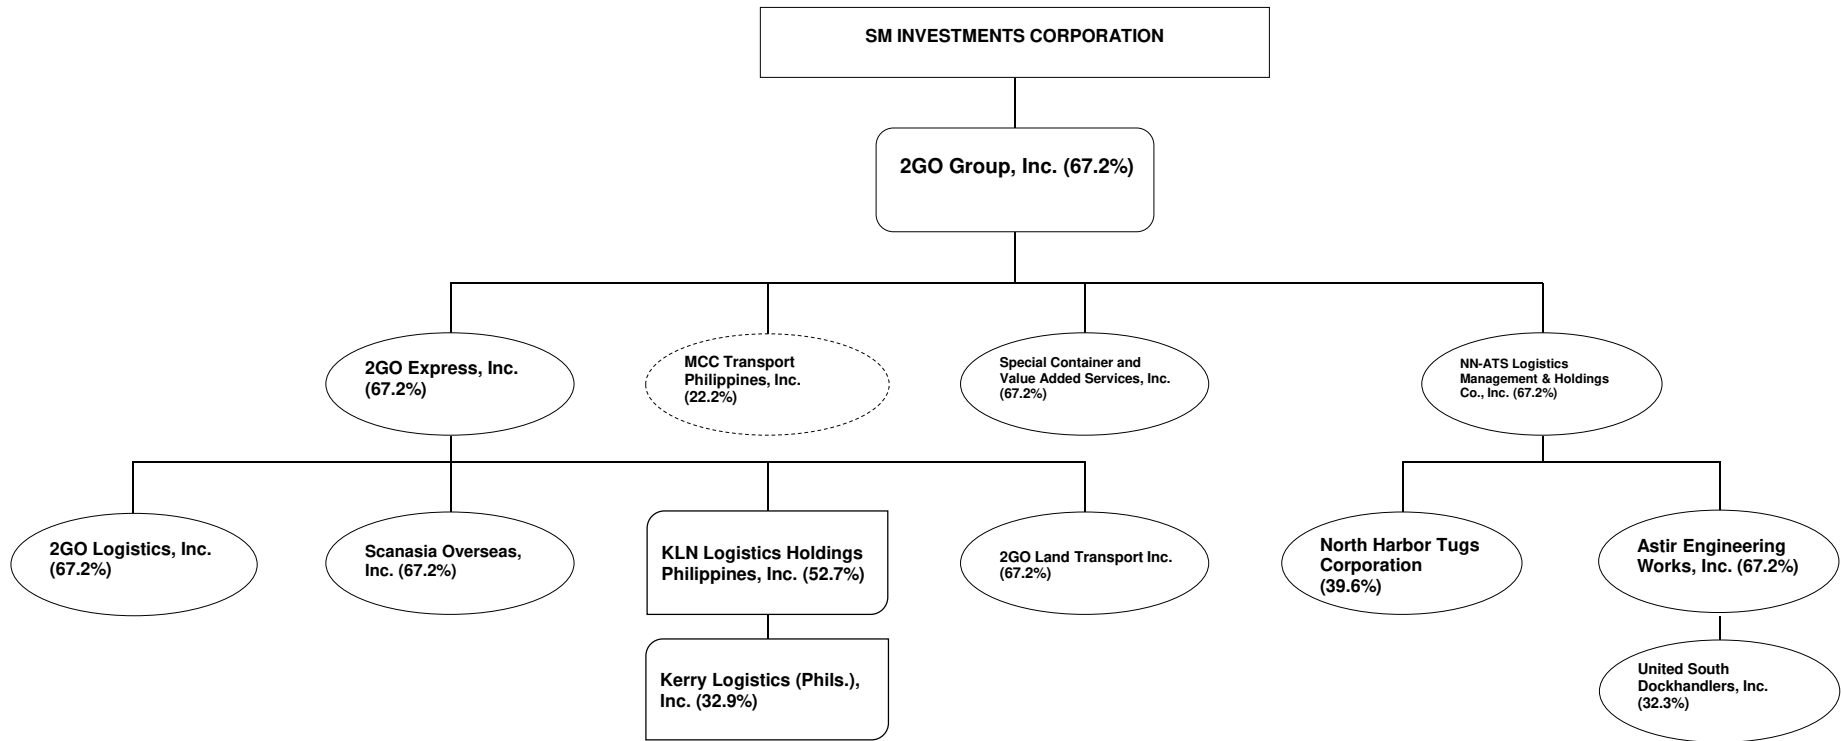 SM INVESTMENTS CORPORATION
2GO Group, Inc. (67.2%)
2GO Express, Inc.
(67.2%)
MCC Transport
Philippines, Inc.
(22.2%)
Special Container and
Value Added Services, Inc.
(67.2%)
NN-ATS Logistics
Management & Holdings
Co., Inc. (67.2%)
2GO Logistics, Inc.
(67.2%)
Scanasia Overseas,
Inc. (67.2%)
KLN Logistics Holdings
Philippines, Inc. (52.7%)
2GO Land Transport Inc.
(67.2%)
North Harbor Tugs
Corporation
(39.6%)
Astir Engineering
Works, Inc. (67.2%)
Kerry Logistics (Phils.),
Inc. (32.9%)
United South
Dockhandlers, Inc.
(32.3%)